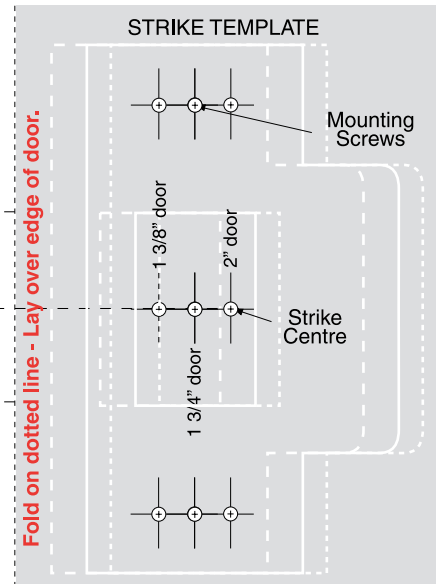 STRIKE TEMPLATE
Fold on dotted line - Lay over edge of door.
Mounting
Screws
1 3/8" door
2" door
1 3/4" door
Strike
Centre